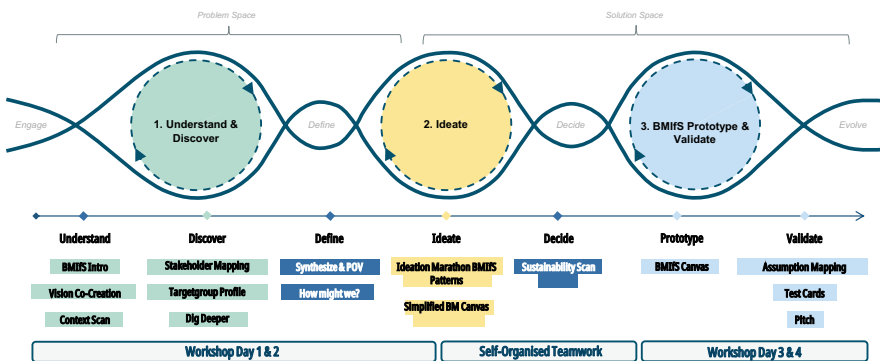 Problem Space
Solution Space
Engage
1. Understand &
Discover
Define
2. Ideate
Decide
3. BMIfS Prototype &
Validate
Evolve
Understand
Discover
Define
Ideate
Decide
Prototype
Validate
BMIfS Intro
Stakeholder Mapping
Synthesize & POV
Ideation Marathon BMIfS
Patterns
Sustainability Scan
BMIfS Canvas
Assumption Mapping
Vision Co-Creation
Targetgroup Profile
How might we?
Simplified BM Canvas
Test Cards
Context Scan
Dig Deeper
Pitch
Workshop Day 1 & 2
Self-Organised Teamwork
Workshop Day 3 & 4